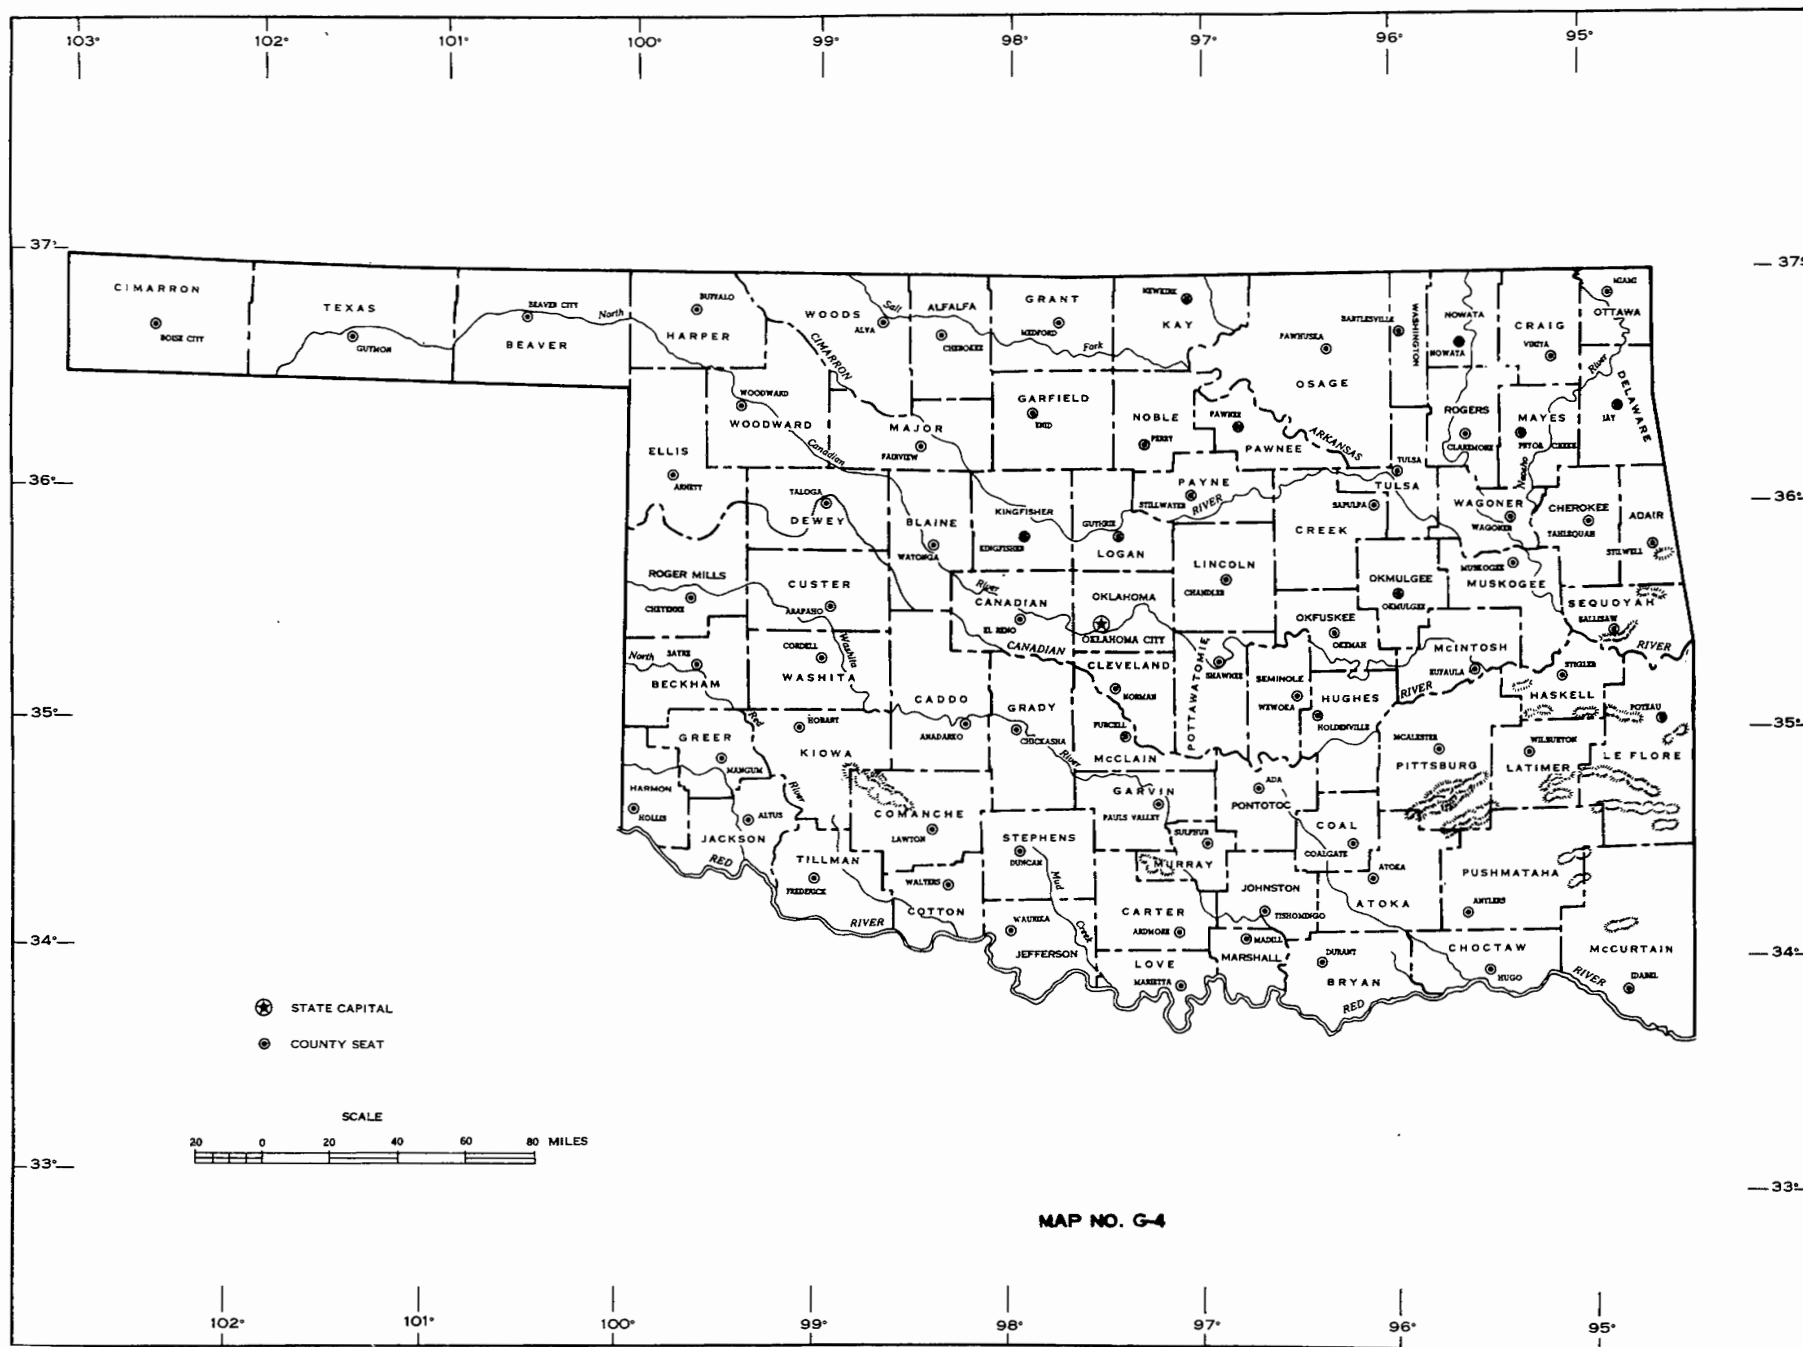 103° 102° 101° 100° 99° 98° 97° 96° 95°
37° 37°
CIMARRON
BOISE CITY
TEXAS
GUYMON
BEAVER CITY
BEAVER
North
BUFFALO
HARPER
WOODS
ALVA
CIMARRON
Salt
ALFALFA
CHEROKEE
GRANT
MEDFORD
Fork
NEWKIRK
KAY
PAWHUSKA
OSAGE
BARTLESVILLE
WASHINGTON
NOWATA
NOWATA
CRAIG
VINITA
MIAMI
OTTAWA
River
DELAWARE
JAY
WOODWARD
WOODWARD
Canadian
MAJOR
FAIRVIEW
GARFIELD
ENID
NOBLE
PERRY
PAWNEE
PAWNEE
ARKANSAS
ROGERS
CLAREMORE
MAYES
PRYOR CREEK
Neosho
36° 36°
ELLIS
ARNETT
TALOGA
DEWEY
BLAINE
WATONGA
KINGFISHER
KINGFISHER
GUTHRIE
LOGAN
PAYNE
STILLWATER
RIVER
TULSA
TULSA
SAPULPA
CREEK
WAGONER
WAGONER
CHEROKEE
TAHLEQUAH
ADAIR
STILWELL
ROGER MILLS
CHEYENNE
CUSTER
ARAPAHO
Washita
River
CANADIAN
EL RENO
CANADIAN
OKLAHOMA
OKLAHOMA CITY
LINCOLN
CHANDLER
OKMULGEE
OKMULGEE
MUSKOGEE
MUSKOGEE
SEQUOYAH
SALLISAW
RIVER
OKFUSKEE
OKEMAH
McINTOSH
EUFAULA
North
SAYRE
BECKHAM
CORDELL
WASHITA
CADDO
ANADARKO
GRADY
CHICKASHA
CLEVELAND
NORMAN
PURCELL
POTTAWATOMIE
SHAWNEE
SEMINOLE
WEWOKA
HUGHES
HOLDENVILLE
RIVER
STIGLER
HASKELL
POTEAU
LE FLORE
35° 35°
Red
HOBART
KIOWA
GREER
MANGUM
River
River
McCLAIN
MCALESTER
PITTSBURG
WILBURTON
LATIMER
HARMON
HOLLIS
ALTUS
JACKSON
RED
TILLMAN
FREDERICK
COMANCHE
LAWTON
STEPHENS
DUNCAN
GARVIN
PAULS VALLEY
SULPHUR
MURRAY
ADA
PONTOTOC
COAL
COALGATE
ATOKA
ATOKA
PUSHMATAHA
ANTLERS
WALTERS
COTTON
RIVER
Mud
Creek
WAURIKA
JEFFERSON
CARTER
ARDMORE
JOHNSTON
TISHOMINGO
LOVE
MARIETTA
MADILL
MARSHALL
DURANT
BRYAN
RED
CHOCTAW
HUGO
RIVER
McCURTAIN
IDABEL
34° 34°
STATE CAPITAL
COUNTY SEAT
SCALE
20 0 20 40 60 80 MILES
33° 33°
MAP NO. G-4
102° 101° 100° 99° 98° 97° 96° 95°